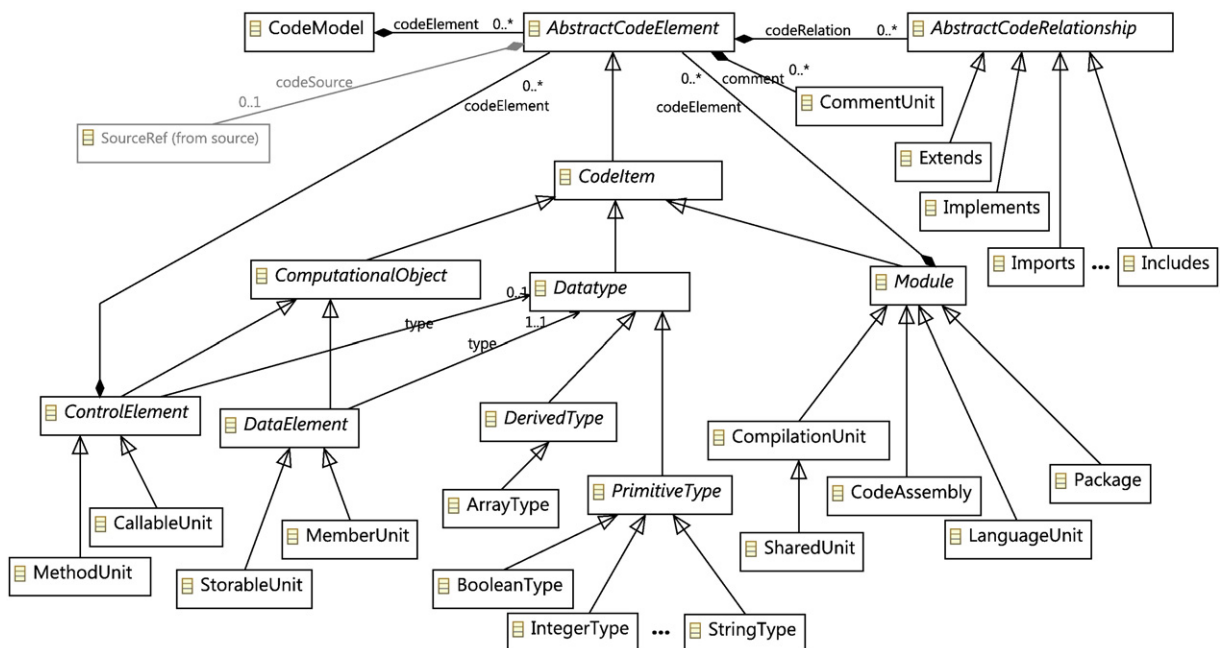 CodeModel
codeElement 0..*
AbstractCodeElement
codeRelation 0..*
AbstractCodeRelationship
codeSource
0..1
SourceRef (from source)
0..*
codeElement
0..*
codeElement
comment
0..*
CommentUnit
Extends
Implements
Imports
...
Includes
CodeItem
ComputationalObject
Datatype
Module
0..1
type
1..1
type
ControlElement
DataElement
DerivedType
CompilationUnit
ArrayType
PrimitiveType
CodeAssembly
Package
CallableUnit
MemberUnit
SharedUnit
LanguageUnit
MethodUnit
StorableUnit
BooleanType
IntegerType
...
StringType